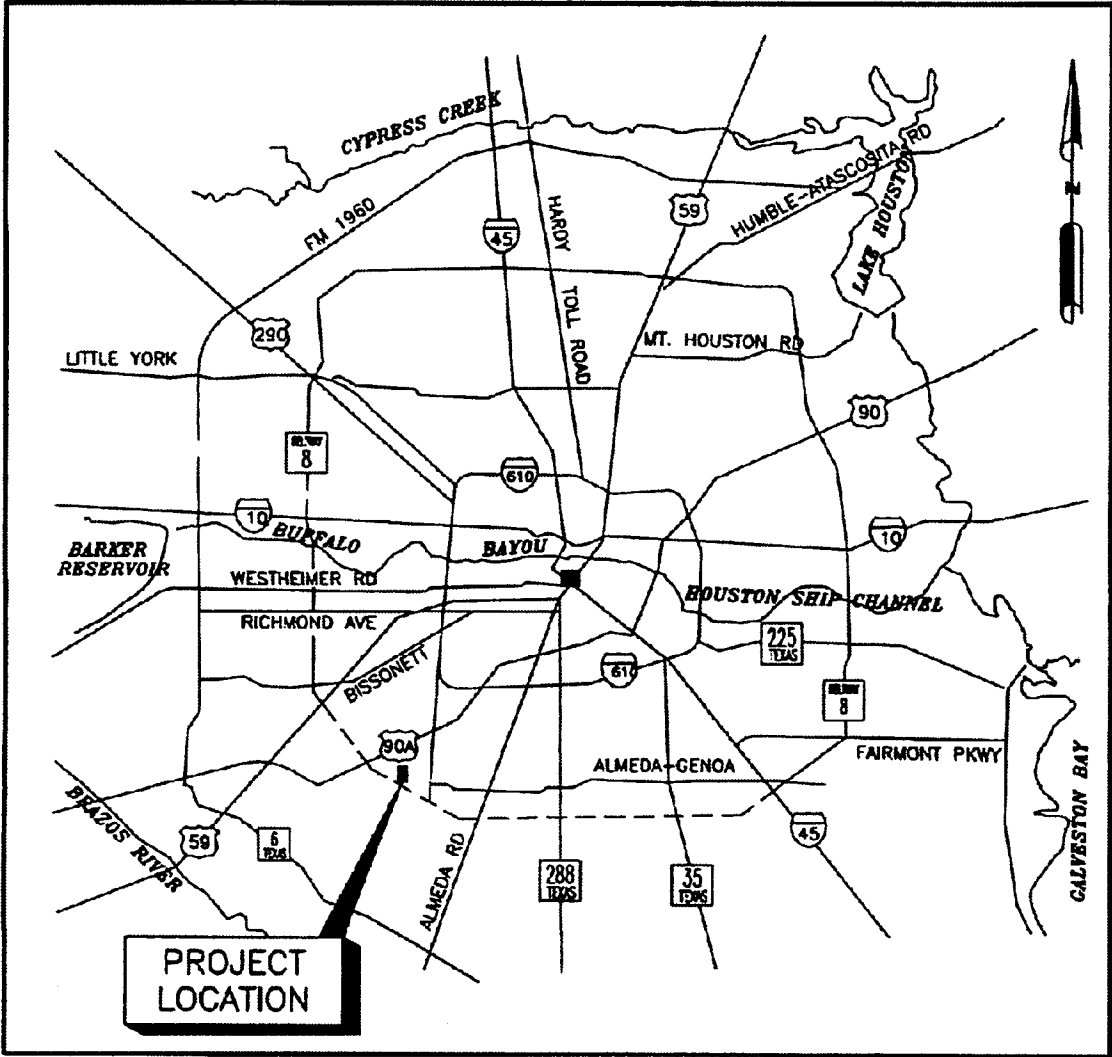 CYPRESS CREEK
HUMBLE-ATASCOSITA RD
FM 1960
45
HARDY
TOLL ROAD
59
LAKE HOUSTON
N
290
LITTLE YORK
MT. HOUSTON RD
90
BELTWAY
8
610
10
BUFFALO
BAYOU
10
BARKER
RESERVOIR
WESTHEIMER RD
HOUSTON SHIP CHANNEL
RICHMOND AVE
225
TEXAS
BISSONETT
610
BELTWAY
8
90A
FAIRMONT PKWY
ALMEDA-GENOA
GALVESTON BAY
BRAZOS RIVER
59
6
TEXAS
ALMEDA RD
288
TEXAS
35
TEXAS
45
PROJECT
LOCATION